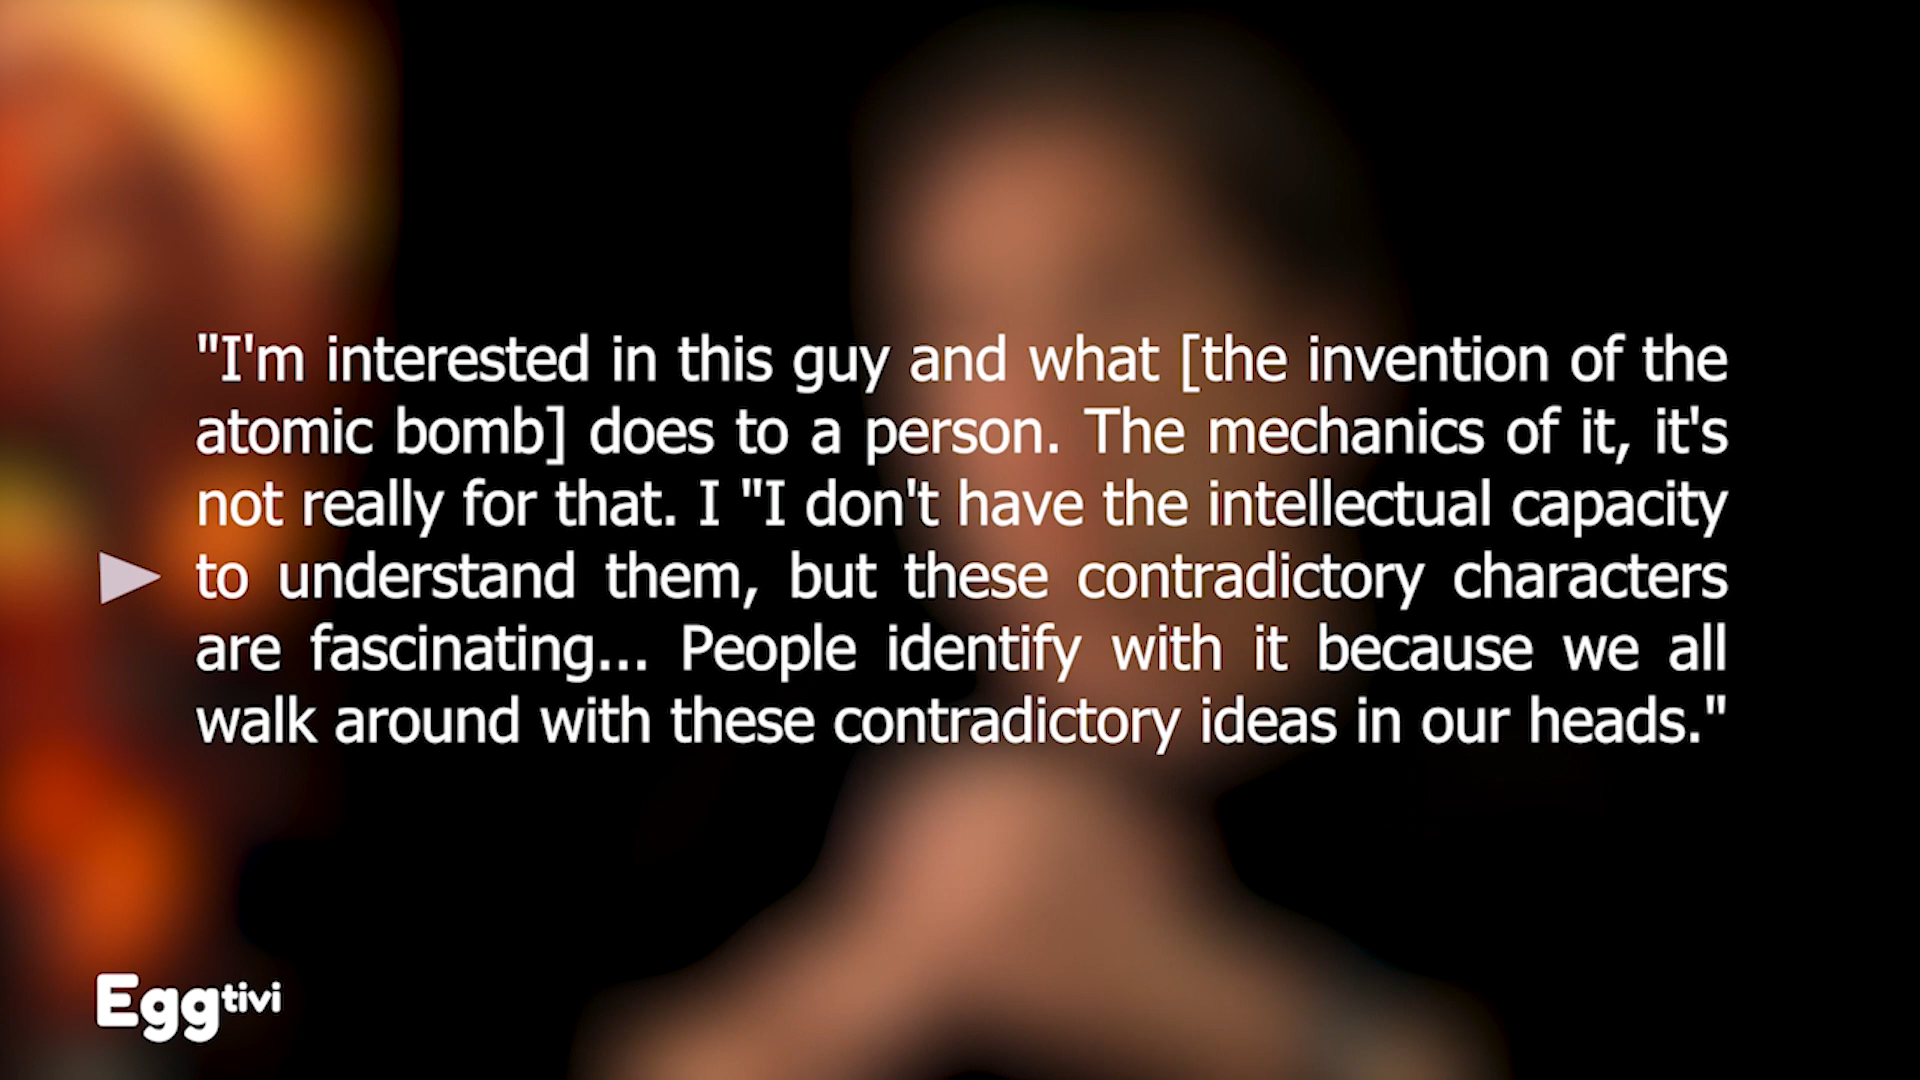 "I'm interested in this guy and what [the invention of the
atomic bomb] does to a person. The mechanics of it, it's
not really for that. I "I don't have the intellectual capacity
to understand them, but these contradictory characters
are fascinating... People identify with it because we all
walk around with these contradictory ideas in our heads."
Eggtivi